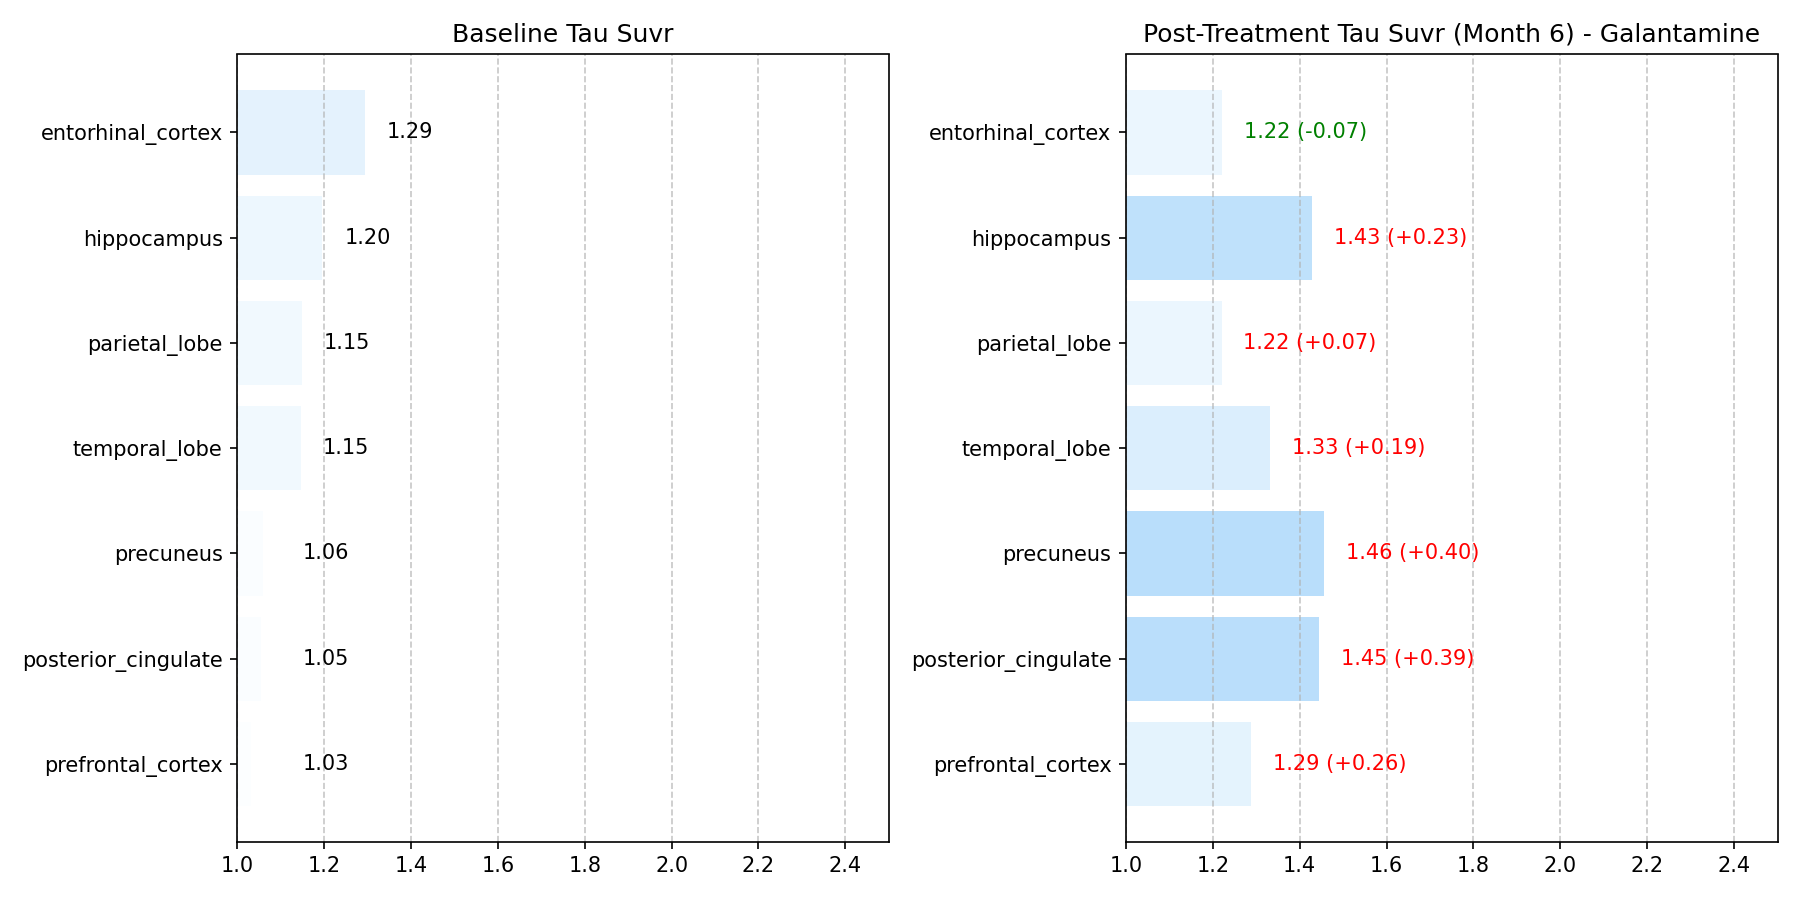 Baseline Tau Suvr
entorhinal_cortex
1.29
hippocampus
1.20
parietal_lobe
1.15
temporal_lobe
1.15
precuneus
1.06
posterior_cingulate
1.05
prefrontal_cortex
1.03
1.0 1.2 1.4 1.6 1.8 2.0 2.2 2.4
Post-Treatment Tau Suvr (Month 6) - Galantamine
entorhinal_cortex
1.22 (-0.07)
hippocampus
1.43 (+0.23)
parietal_lobe
1.22 (+0.07)
temporal_lobe
1.33 (+0.19)
precuneus
1.46 (+0.40)
posterior_cingulate
1.45 (+0.39)
prefrontal_cortex
1.29 (+0.26)
1.0 1.2 1.4 1.6 1.8 2.0 2.2 2.4